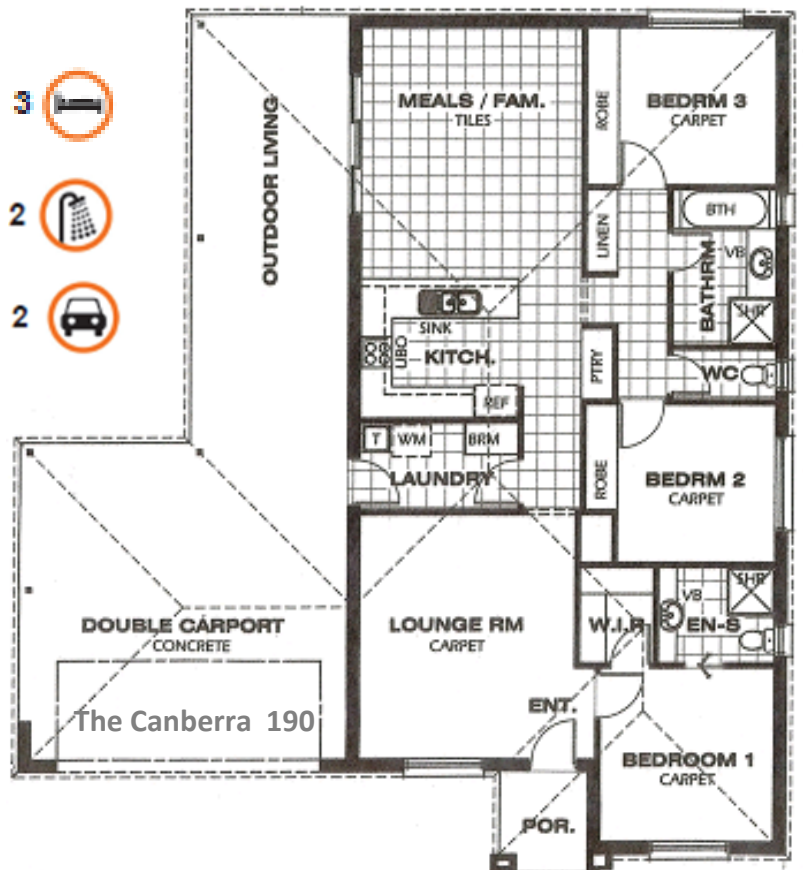 3
2
2
OUTDOOR LIVING
MEALS / FAM.
TILES
ROBE
BEDRM 3
CARPET
LINEN
BTH
VB
BATHRM
SHR
SINK
UBO
KITCH.
REF
PTRY
WC
T
WM
BRM
LAUNDRY
ROBE
BEDRM 2
CARPET
DOUBLE CARPORT
CONCRETE
LOUNGE RM
CARPET
W.I.R
VB
SHR
EN-S
The Canberra 190
ENT.
BEDROOM 1
CARPET
POR.